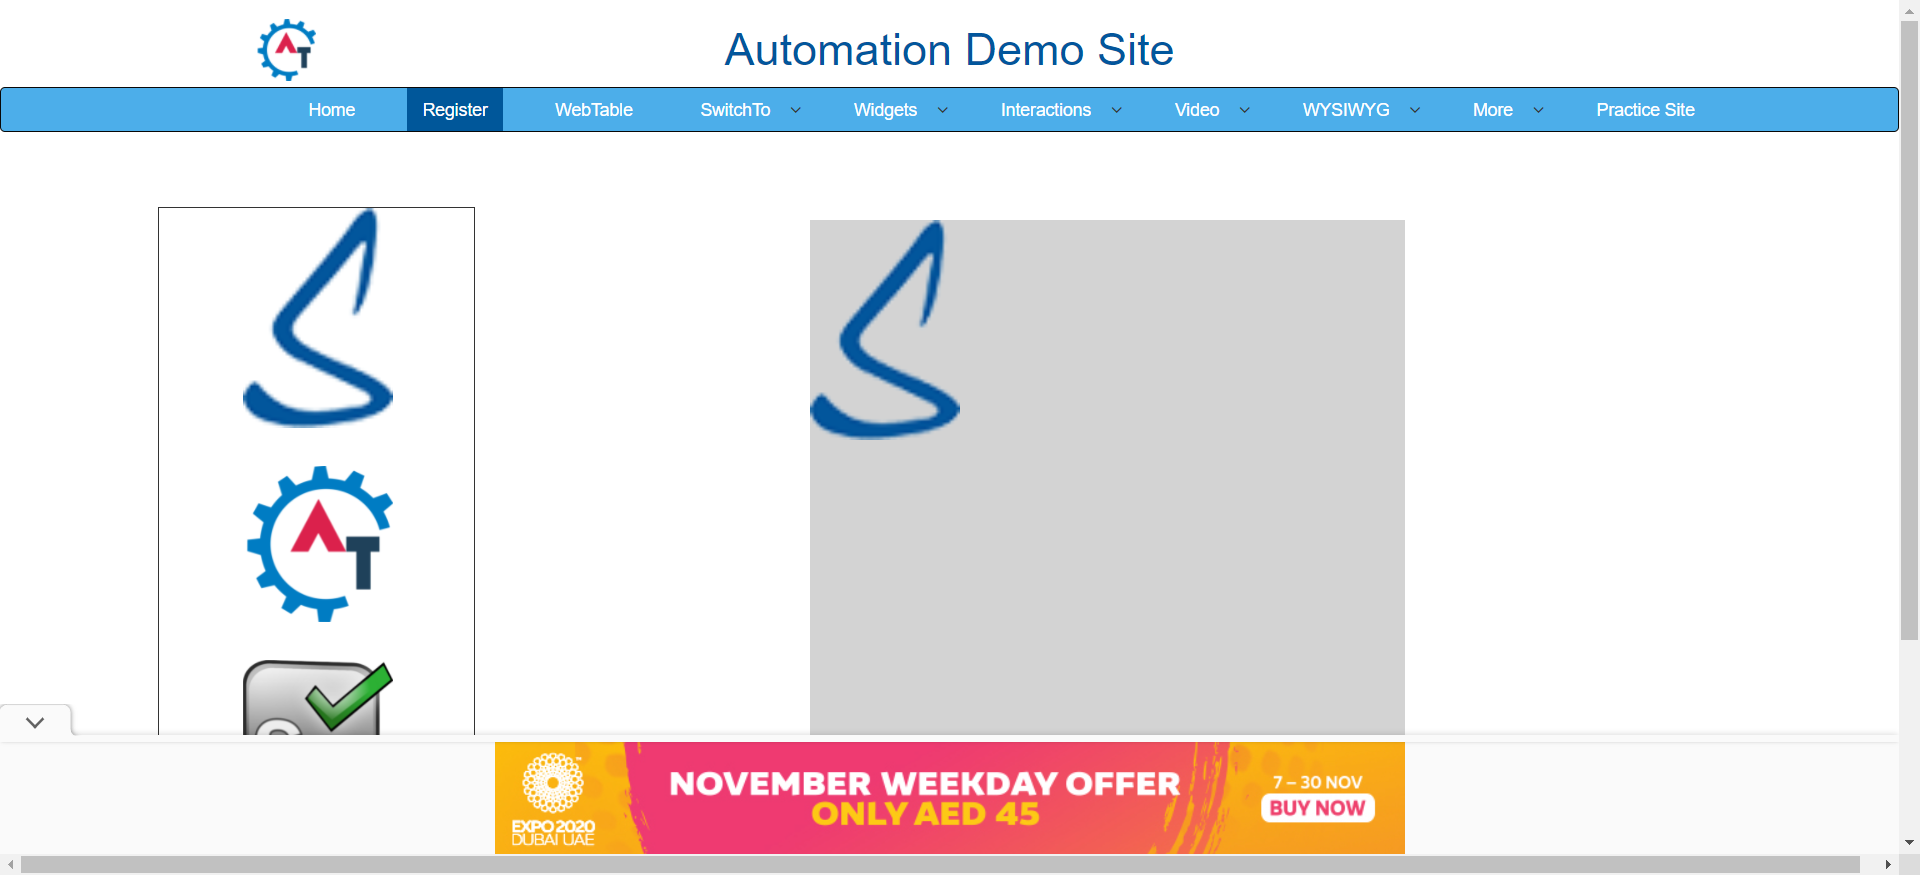 Automation Demo Site
Home Register WebTable SwitchTo Widgets Interactions Video WYSIWYG More Practice Site
AT
NOVEMBER WEEKDAY OFFER
ONLY AED 45
7 – 30 NOV
BUY NOW
EXPO 2020
DUBAI UAE